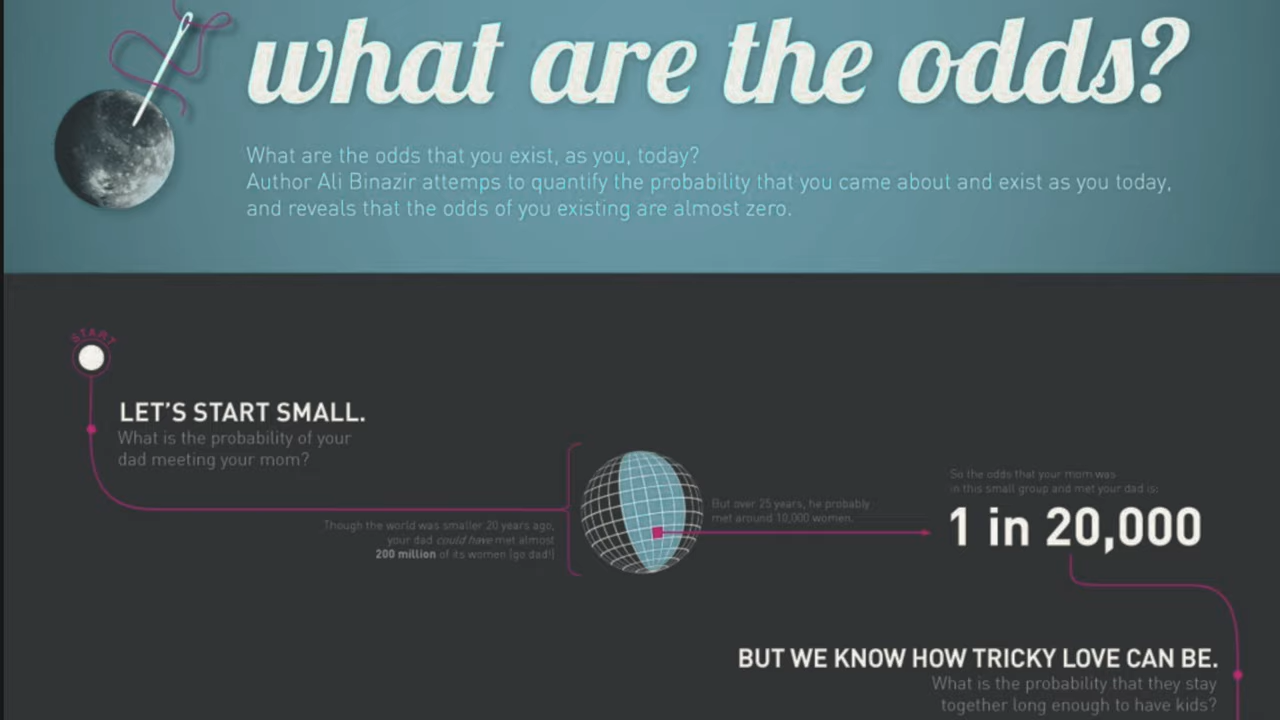 what are the odds?
What are the odds that you exist, as you, today?
Author Ali Binazir attemps to quantify the probability that you came about and exist as you today,
and reveals that the odds of you existing are almost zero.
START
LET'S START SMALL.
What is the probability of your
dad meeting your mom?
Though the world was smaller 20 years ago,
your dad could have met almost
200 million of its women (go dad!)
But over 25 years, he probably
met around 10,000 women.
So the odds that your mom was
in this small group and met your dad is:
1 in 20,000
BUT WE KNOW HOW TRICKY LOVE CAN BE.
What is the probability that they stay
together long enough to have kids?